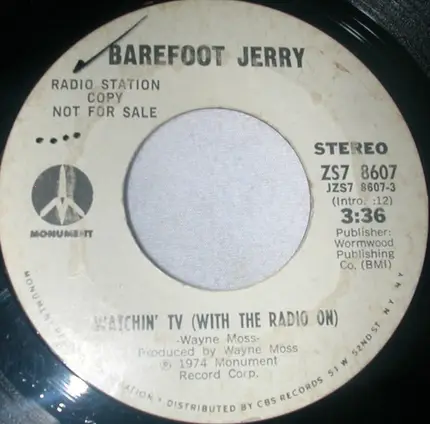 BAREFOOT JERRY
RADIO STATION
COPY
NOT FOR SALE
STEREO
ZS7 8607
JZS7 8607-3
(Intro. :12)
3:36
Publisher:
Wormwood
Publishing
Co. (BMI)
MONUMENT
WATCHIN' TV (WITH THE RADIO ON)
-Wayne Moss-
Produced by Wayne Moss
℗ 1974 Monument
Record Corp.
DISTRIBUTED BY CBS RECORDS 51 W. 52ND ST. N.Y. N.Y.